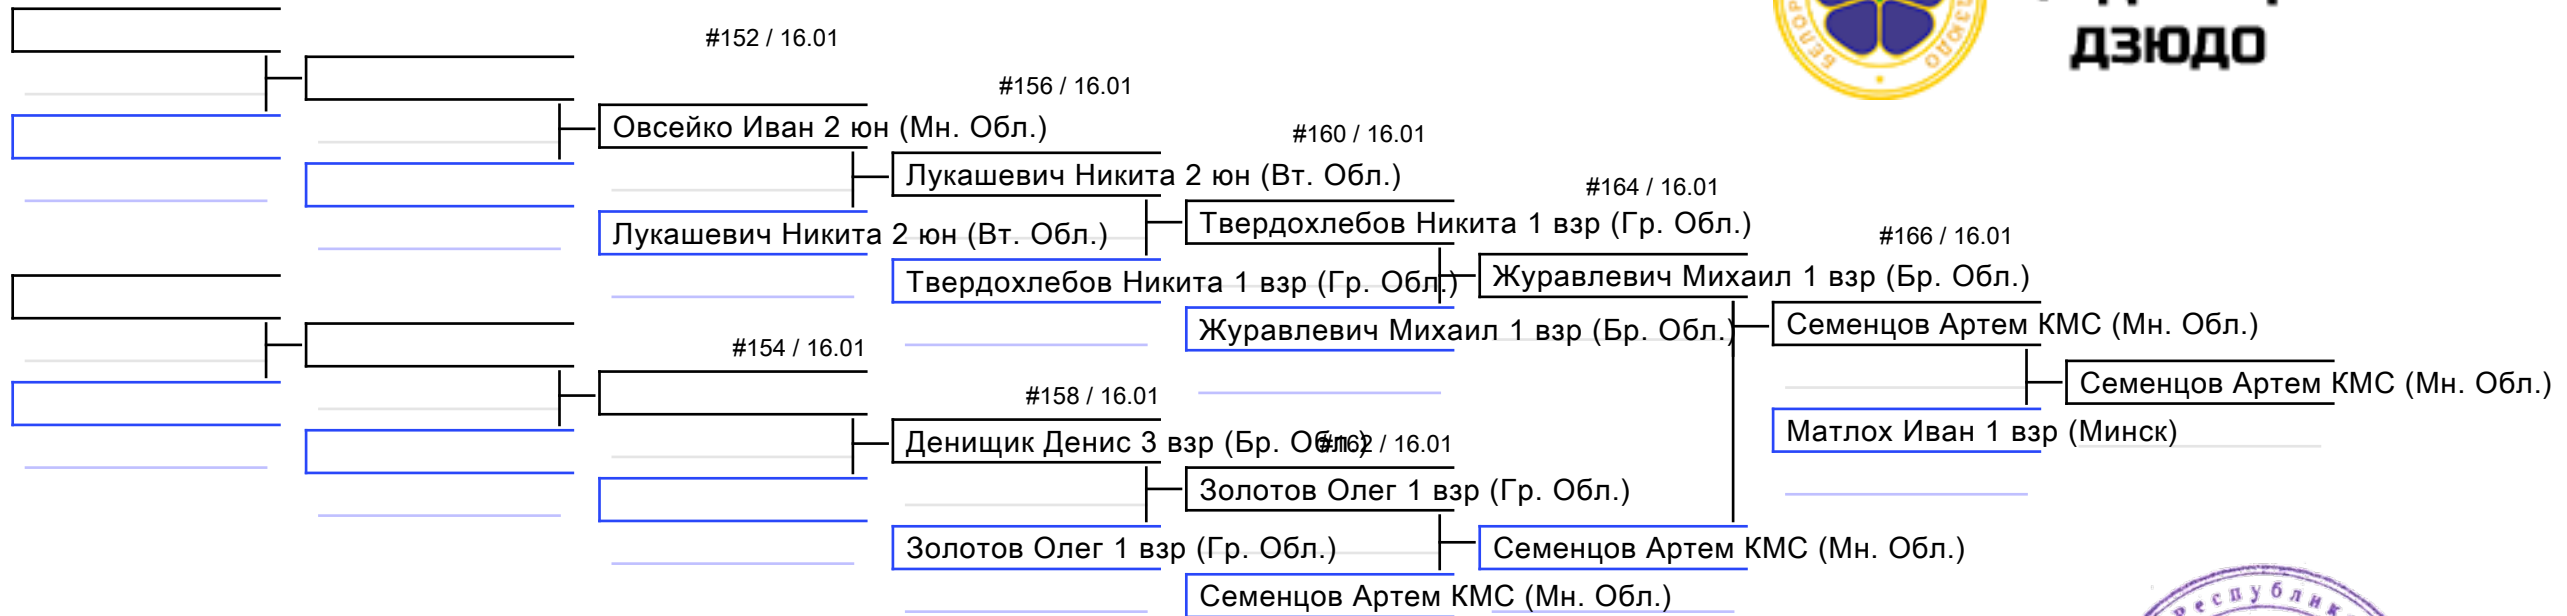 ДЗЮДО
#152 / 16.01
#156 / 16.01
Овсейко Иван 2 юн (Мн. Обл.)
#160 / 16.01
Лукашевич Никита 2 юн (Вт. Обл.)
#164 / 16.01
Лукашевич Никита 2 юн (Вт. Обл.)
Твердохлебов Никита 1 взр (Гр. Обл.)
#166 / 16.01
Твердохлебов Никита 1 взр (Гр. Обл.)
Журавлевич Михаил 1 взр (Бр. Обл.)
Журавлевич Михаил 1 взр (Бр. Обл.)
Семенцов Артем КМС (Мн. Обл.)
#154 / 16.01
Семенцов Артем КМС (Мн. Обл.)
#158 / 16.01
Матлох Иван 1 взр (Минск)
Денищик Денис 3 взр (Бр. Обл.)
#162 / 16.01
Золотов Олег 1 взр (Гр. Обл.)
Золотов Олег 1 взр (Гр. Обл.)
Семенцов Артем КМС (Мн. Обл.)
Семенцов Артем КМС (Мн. Обл.)